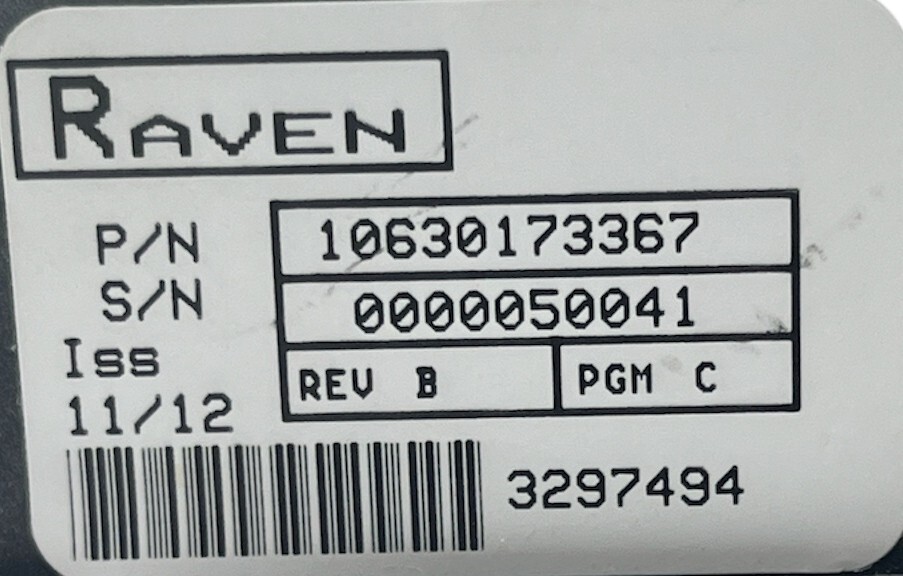 RAVEN
P/N 10630173367
S/N 0000050041
Iss
REV B PGM C
11/12
3297494